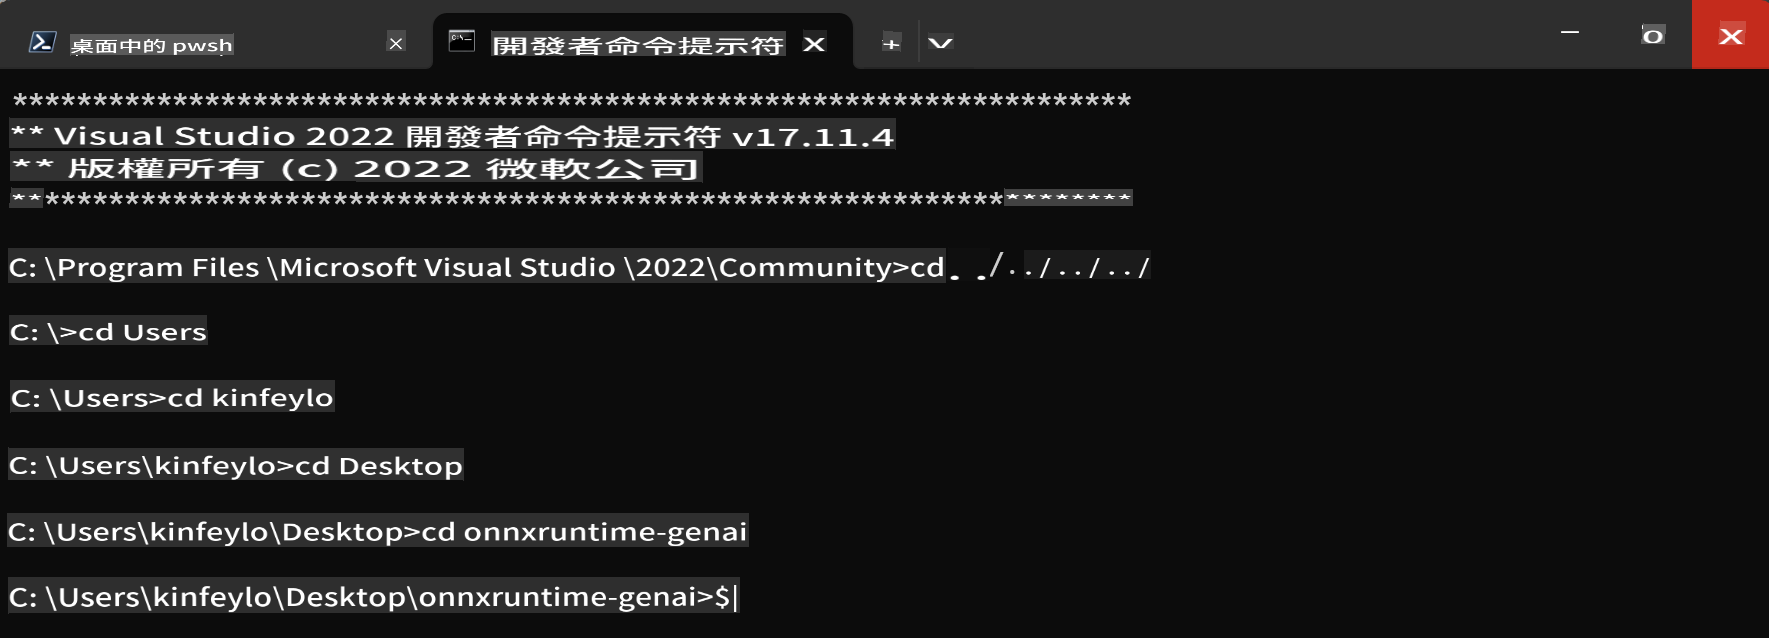 桌面中的 pwsh × 開發者命令提示符 X + v — o X
**********************************************************************
** Visual Studio 2022 開發者命令提示符 v17.11.4
** 版權所有 (c) 2022 微軟公司
**********************************************************************
C: \Program Files \Microsoft Visual Studio \2022\Community>cd ../../../../
C: \>cd Users
C: \Users>cd kinfeylo
C: \Users\kinfeylo>cd Desktop
C: \Users\kinfeylo\Desktop>cd onnxruntime-genai
C: \Users\kinfeylo\Desktop\onnxruntime-genai>$|